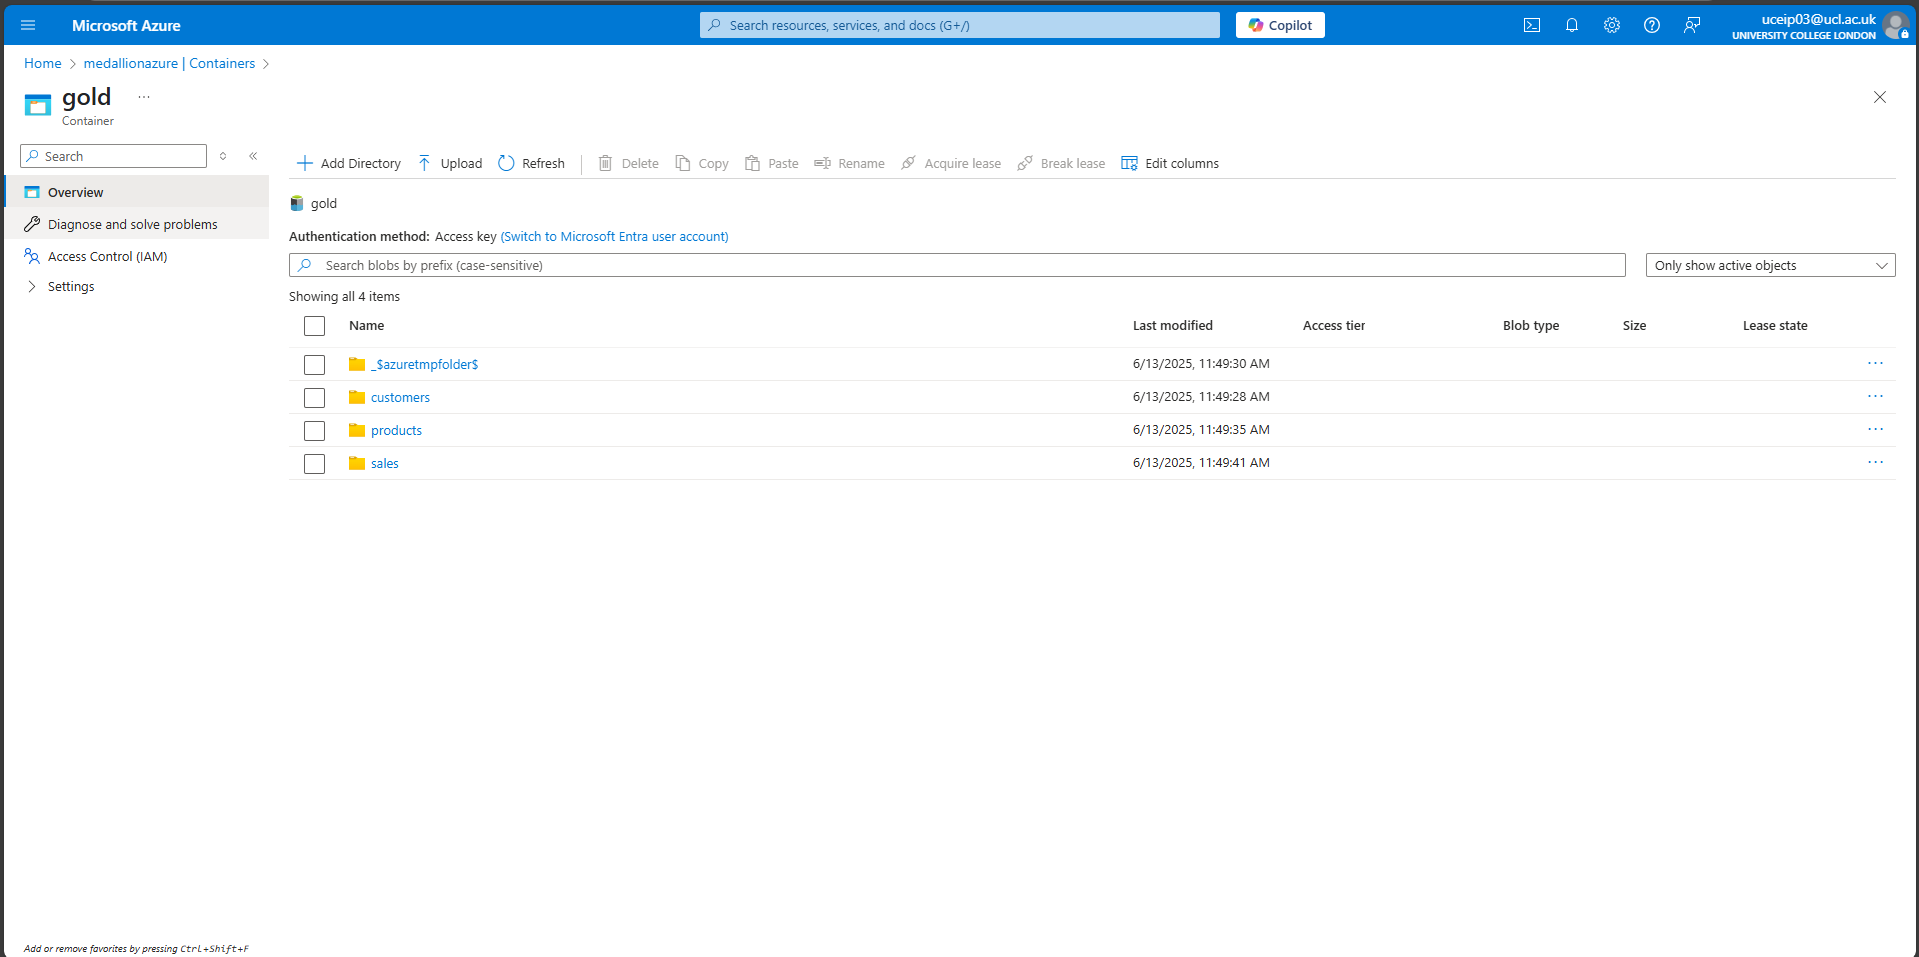 Microsoft Azure
Search resources, services, and docs (G+/)
Copilot
uceip03@ucl.ac.uk
UNIVERSITY COLLEGE LONDON
Home > medallionazure | Containers >
gold ...
Container
Search
Overview
Diagnose and solve problems
Access Control (IAM)
Settings
Add Directory Upload Refresh Delete Copy Paste Rename Acquire lease Break lease Edit columns
gold
Authentication method: Access key (Switch to Microsoft Entra user account)
Search blobs by prefix (case-sensitive)
Only show active objects
Showing all 4 items
Name Last modified Access tier Blob type Size Lease state
_$azuretmpfolder$ 6/13/2025, 11:49:30 AM ...
customers 6/13/2025, 11:49:28 AM ...
products 6/13/2025, 11:49:35 AM ...
sales 6/13/2025, 11:49:41 AM ...
Add or remove favorites by pressing Ctrl+Shift+F